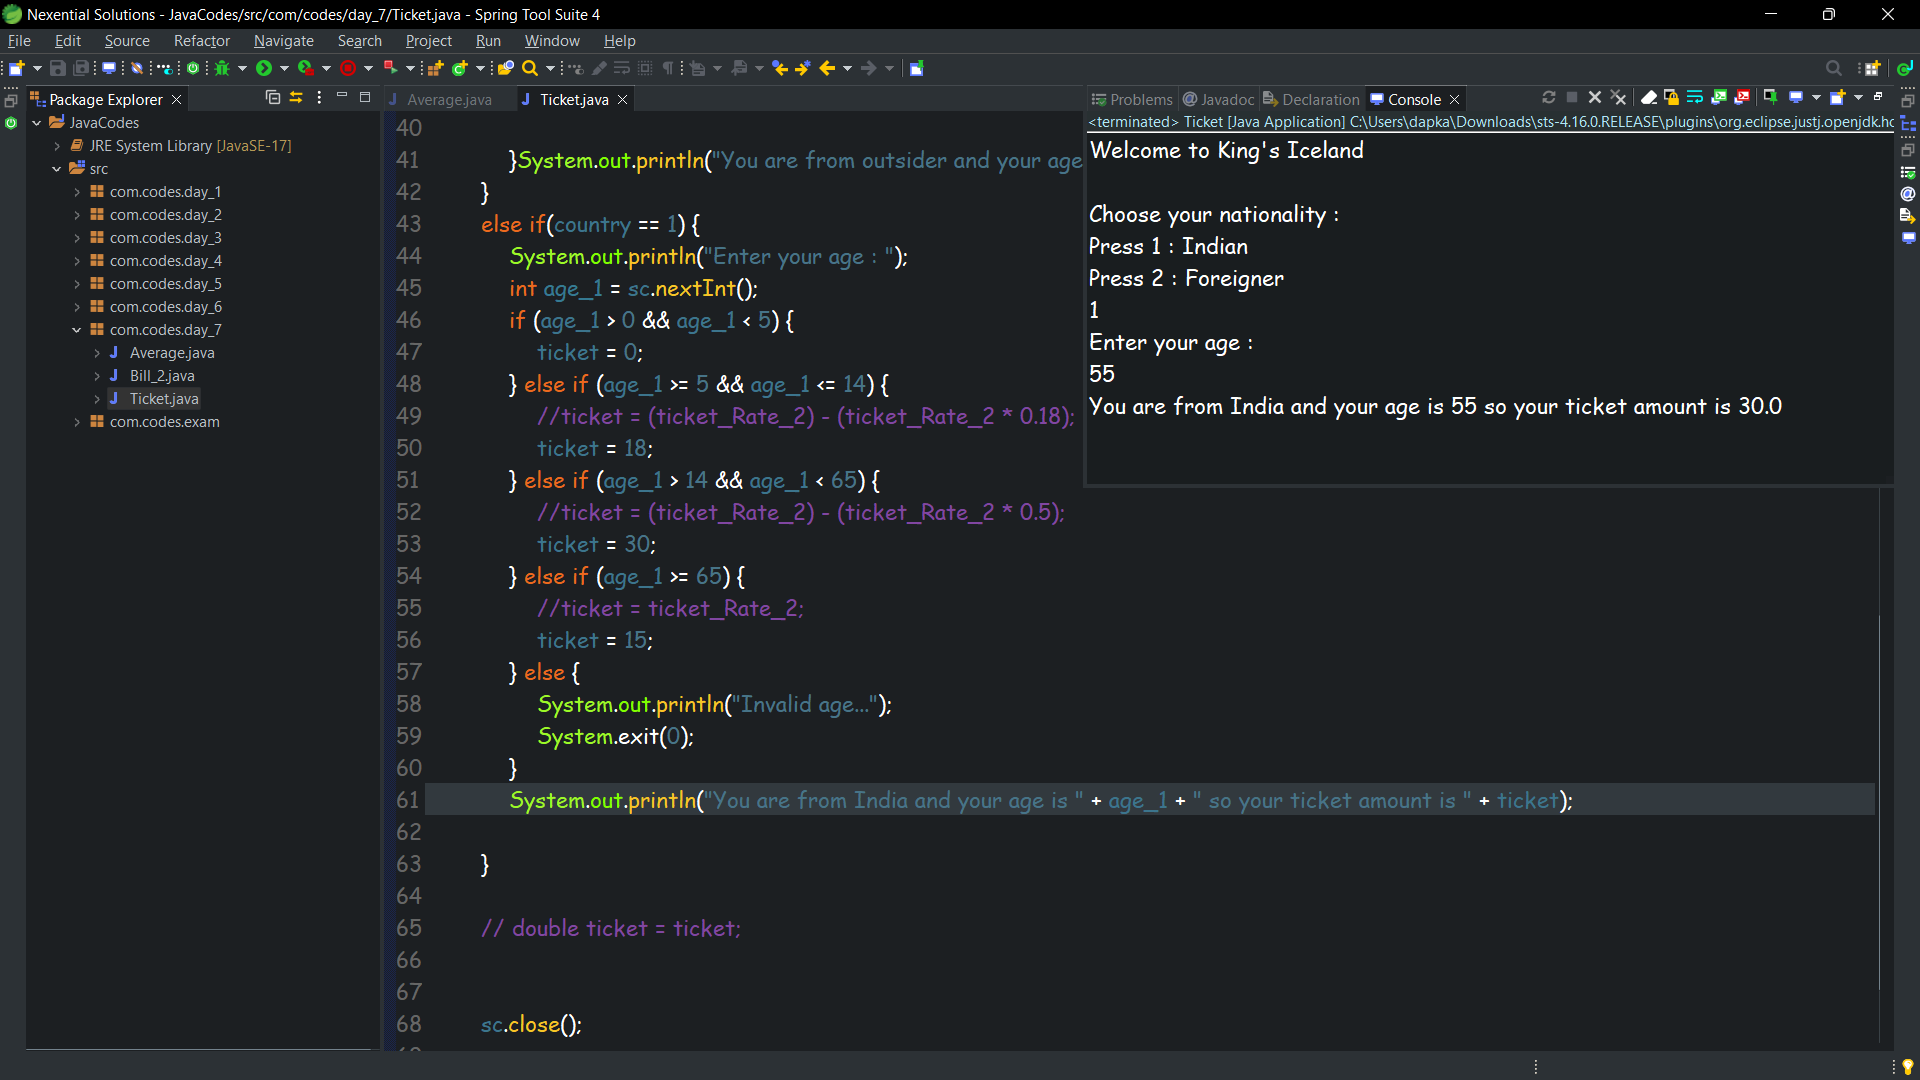 Nexential Solutions - JavaCodes/src/com/codes/day_7/Ticket.java - Spring Tool Suite 4
File Edit Source Refactor Navigate Search Project Run Window Help
Package Explorer
JavaCodes
JRE System Library [JavaSE-17]
src
com.codes.day_1
com.codes.day_2
com.codes.day_3
com.codes.day_4
com.codes.day_5
com.codes.day_6
com.codes.day_7
Average.java
Bill_2.java
Ticket.java
com.codes.exam
Average.java Ticket.java
40
41 }System.out.println("You are from outsider and your age
42 }
43 else if(country == 1) {
44 System.out.println("Enter your age : ");
45 int age_1 = sc.nextInt();
46 if (age_1 > 0 && age_1 < 5) {
47 ticket = 0;
48 } else if (age_1 >= 5 && age_1 <= 14) {
49 //ticket = (ticket_Rate_2) - (ticket_Rate_2 * 0.18);
50 ticket = 18;
51 } else if (age_1 > 14 && age_1 < 65) {
52 //ticket = (ticket_Rate_2) - (ticket_Rate_2 * 0.5);
53 ticket = 30;
54 } else if (age_1 >= 65) {
55 //ticket = ticket_Rate_2;
56 ticket = 15;
57 } else {
58 System.out.println("Invalid age...");
59 System.exit(0);
60 }
61 System.out.println("You are from India and your age is " + age_1 + " so your ticket amount is " + ticket);
62
63 }
64
65 // double ticket = ticket;
66
67
68 sc.close();
Problems Javadoc Declaration Console
<terminated> Ticket [Java Application] C:\Users\dapka\Downloads\sts-4.16.0.RELEASE\plugins\org.eclipse.justj.openjdk.ho
Welcome to King's Iceland
Choose your nationality :
Press 1 : Indian
Press 2 : Foreigner
1
Enter your age :
55
You are from India and your age is 55 so your ticket amount is 30.0